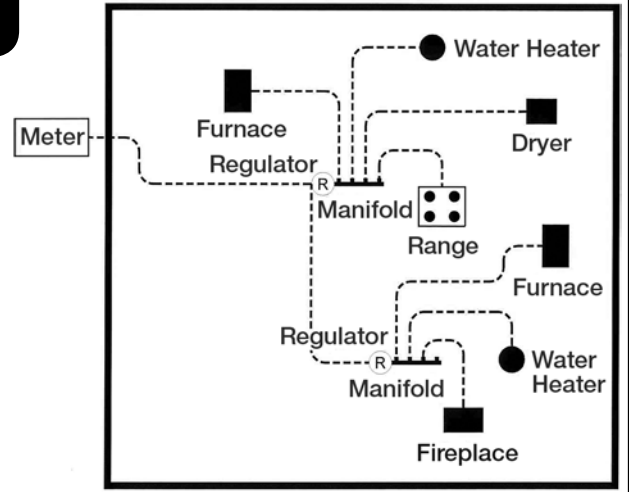 Water Heater
Furnace
Dryer
Meter
Regulator
R
Manifold
Range
Furnace
Regulator
R
Water
Heater
Manifold
Fireplace